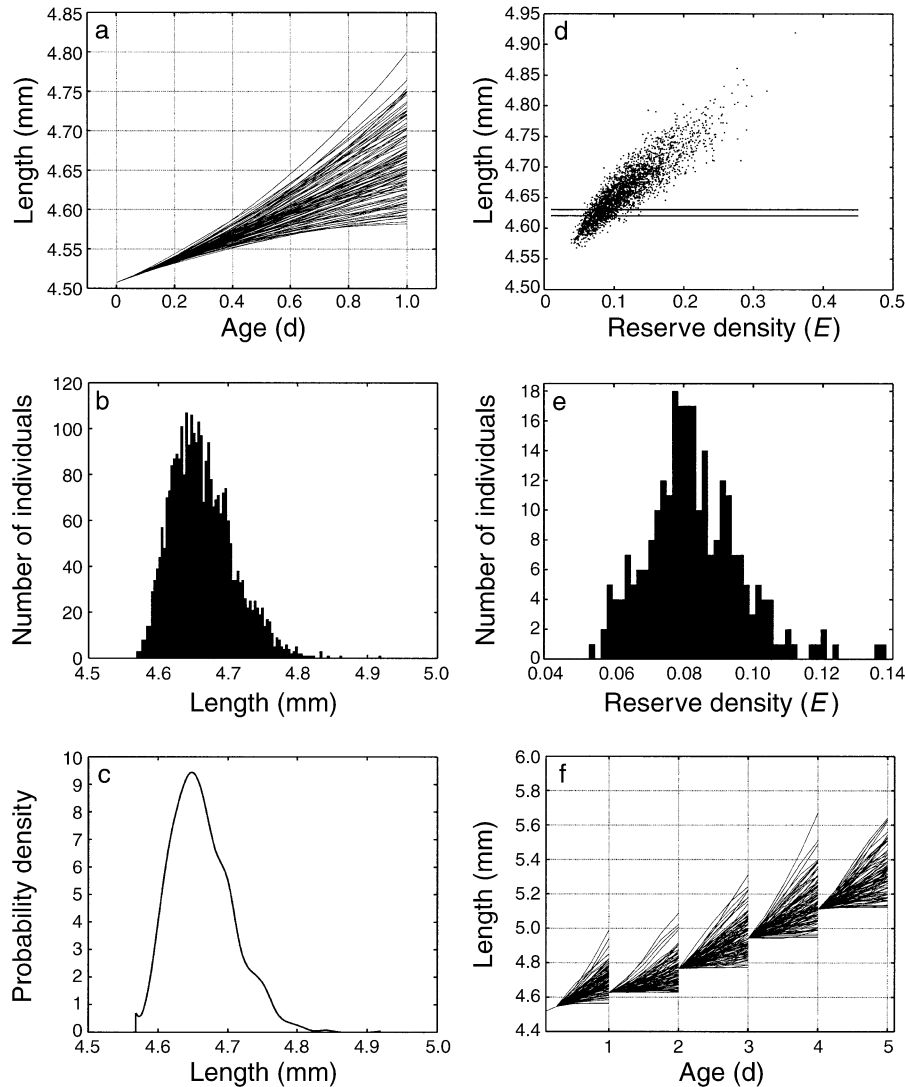 a
4.85
4.80
4.75
4.70
4.65
4.60
4.55
4.50
Length (mm)
0 0.2 0.4 0.6 0.8 1.0
Age (d)
d
4.95
4.90
4.85
4.80
4.75
4.70
4.65
4.60
4.55
4.50
Length (mm)
0 0.1 0.2 0.3 0.4 0.5
Reserve density (E)
b
120
100
80
60
40
20
0
Number of individuals
4.5 4.6 4.7 4.8 4.9 5.0
Length (mm)
e
18
16
14
12
10
8
6
4
2
0
Number of individuals
0.04 0.06 0.08 0.10 0.12 0.14
Reserve density (E)
c
10
9
8
7
6
5
4
3
2
1
0
Probability density
4.5 4.6 4.7 4.8 4.9 5.0
Length (mm)
f
6.0
5.8
5.6
5.4
5.2
5.0
4.8
4.6
4.4
Length (mm)
1 2 3 4 5
Age (d)